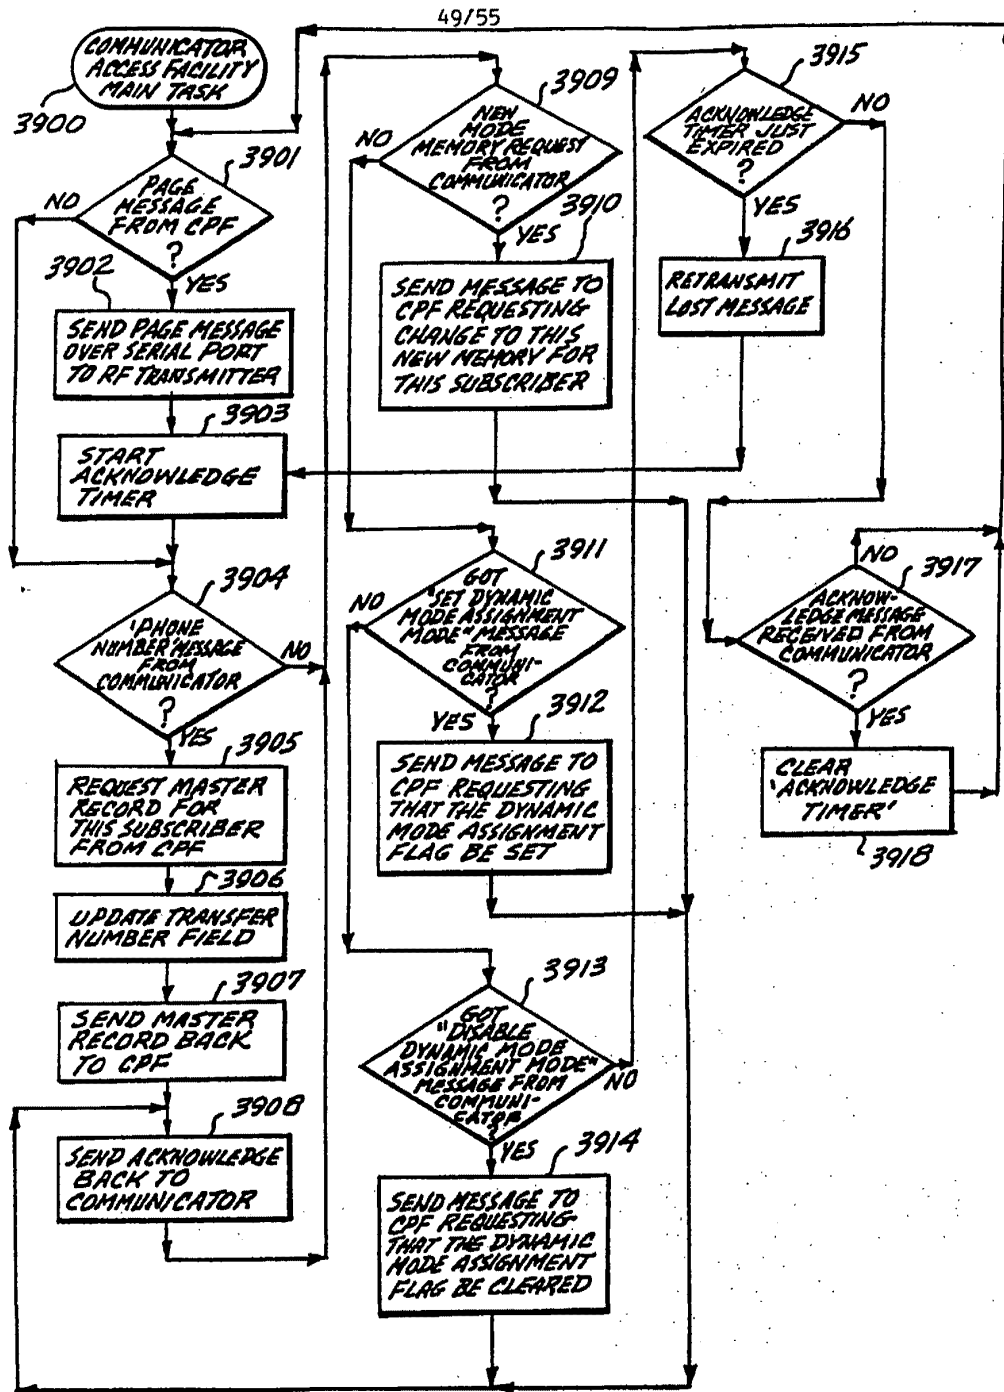 49/55
COMMUNICATOR
ACCESS FACILITY
MAIN TASK
3900
3901
PAGE
MESSAGE
FROM CPF
?
NO
YES
3902
SEND PAGE MESSAGE
OVER SERIAL PORT
TO RF TRANSMITTER
3903
START
ACKNOWLEDGE
TIMER
3904
'PHONE
NUMBER' MESSAGE
FROM
COMMUNICATOR
?
NO
YES
3905
REQUEST MASTER
RECORD FOR
THIS SUBSCRIBER
FROM CPF
3906
UPDATE TRANSFER
NUMBER FIELD
3907
SEND MASTER
RECORD BACK
TO CPF
3908
SEND ACKNOWLEDGE
BACK TO
COMMUNICATOR
3909
NEW
MODE
MEMORY REQUEST
FROM
COMMUNICATOR
?
NO
YES
3910
SEND MESSAGE TO
CPF REQUESTING
CHANGE TO THIS
NEW MEMORY FOR
THIS SUBSCRIBER
3911
GOT
"SET DYNAMIC
MODE ASSIGNMENT
MODE" MESSAGE
FROM
COMMUNI-
CATOR
?
NO
YES
3912
SEND MESSAGE TO
CPF REQUESTING
THAT THE DYNAMIC
MODE ASSIGNMENT
FLAG BE SET
3913
GOT
"DISABLE
DYNAMIC MODE
ASSIGNMENT MODE"
MESSAGE FROM
COMMUNI-
CATOR
?
NO
YES
3914
SEND MESSAGE TO
CPF REQUESTING
THAT THE DYNAMIC
MODE ASSIGNMENT
FLAG BE CLEARED
3915
ACKNOWLEDGE
TIMER JUST
EXPIRED
?
NO
YES
3916
RETRANSMIT
LOST MESSAGE
3917
ACKNOW-
LEDGE MESSAGE
RECEIVED FROM
COMMUNICATOR
?
NO
YES
CLEAR
'ACKNOWLEDGE
TIMER'
3918